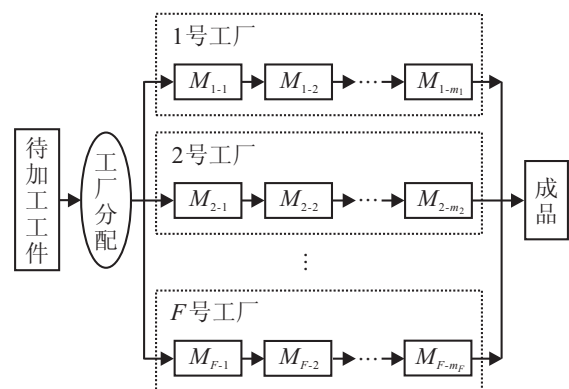 1号工厂
M1-1 M1-2 … M1-m1
待加工工件
工厂分配
2号工厂
M2-1 M2-2 … M2-m2
成品
⋮
F号工厂
MF-1 MF-2 … MF-mF